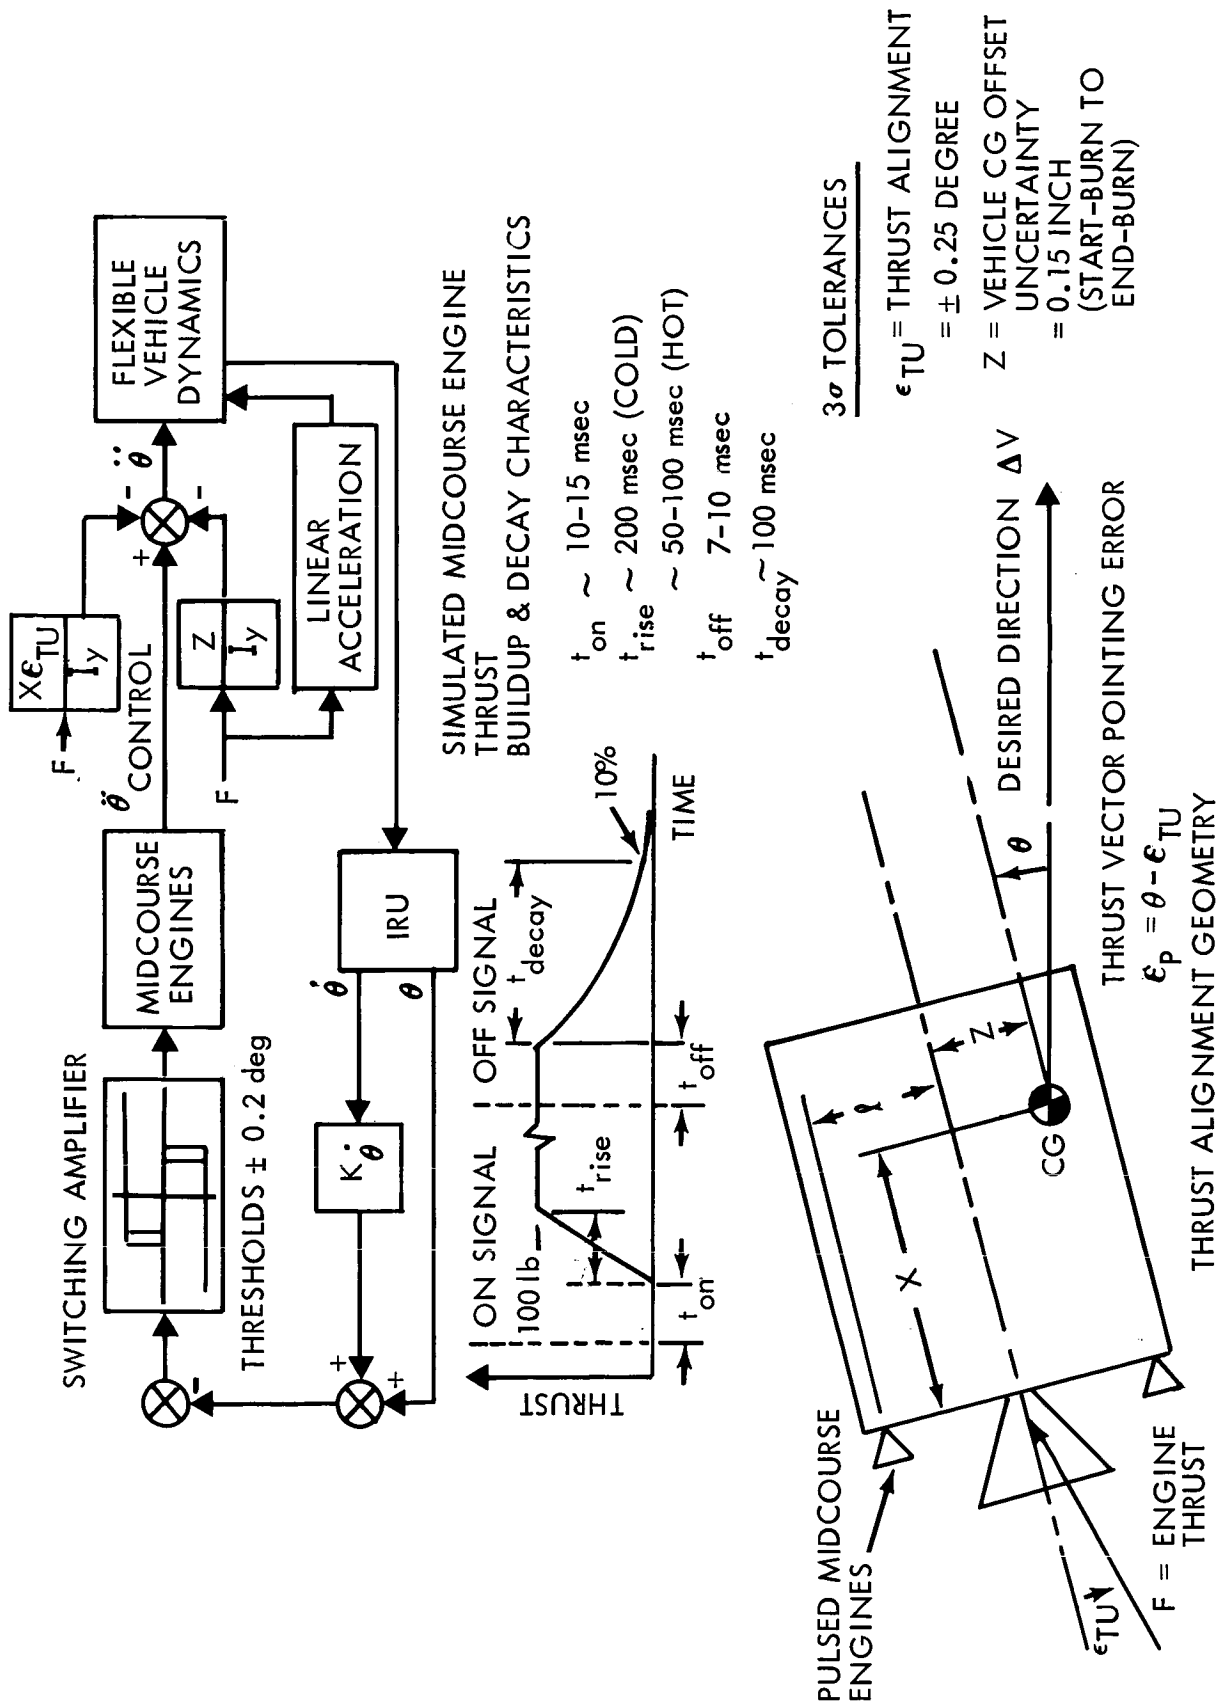 SWITCHING AMPLIFIER
THRESHOLDS ± 0.2 deg
MIDCOURSE
ENGINES
θ̈
CONTROL
F
Xϵ_TU
I_y
F
Z
I_y
+
-
-
θ̈
FLEXIBLE
VEHICLE
DYNAMICS
LINEAR
ACCELERATION
IRU
θ̇
θ
K_θ̇
+
+
-
THRUST
ON SIGNAL
OFF SIGNAL
100 lb
t_on
t_rise
t_off
t_decay
10%
TIME
SIMULATED MIDCOURSE ENGINE
THRUST
BUILDUP & DECAY CHARACTERISTICS
t_on ~ 10-15 msec
t_rise ~ 200 msec (COLD)
~ 50-100 msec (HOT)
t_off 7-10 msec
t_decay ~100 msec
PULSED MIDCOURSE
ENGINES
ϵ_TU
F = ENGINE
THRUST
X
ℓ
Z
CG
θ
DESIRED DIRECTION ΔV
THRUST VECTOR POINTING ERROR
ϵ_P = θ-ϵ_TU
THRUST ALIGNMENT GEOMETRY
3σ TOLERANCES
ϵ_TU = THRUST ALIGNMENT
= ± 0.25 DEGREE
Z = VEHICLE CG OFFSET
UNCERTAINTY
= 0.15 INCH
(START-BURN TO
END-BURN)